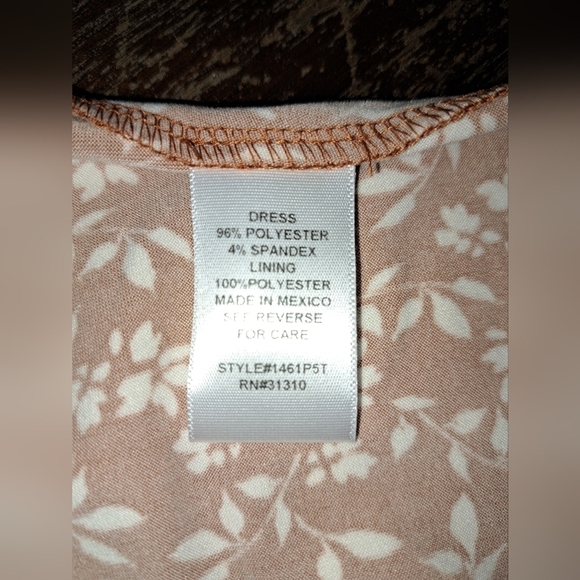 DRESS
96% POLYESTER
4% SPANDEX
LINING
100%POLYESTER
MADE IN MEXICO
SEE REVERSE
FOR CARE
STYLE#1461P5T
RN#31310